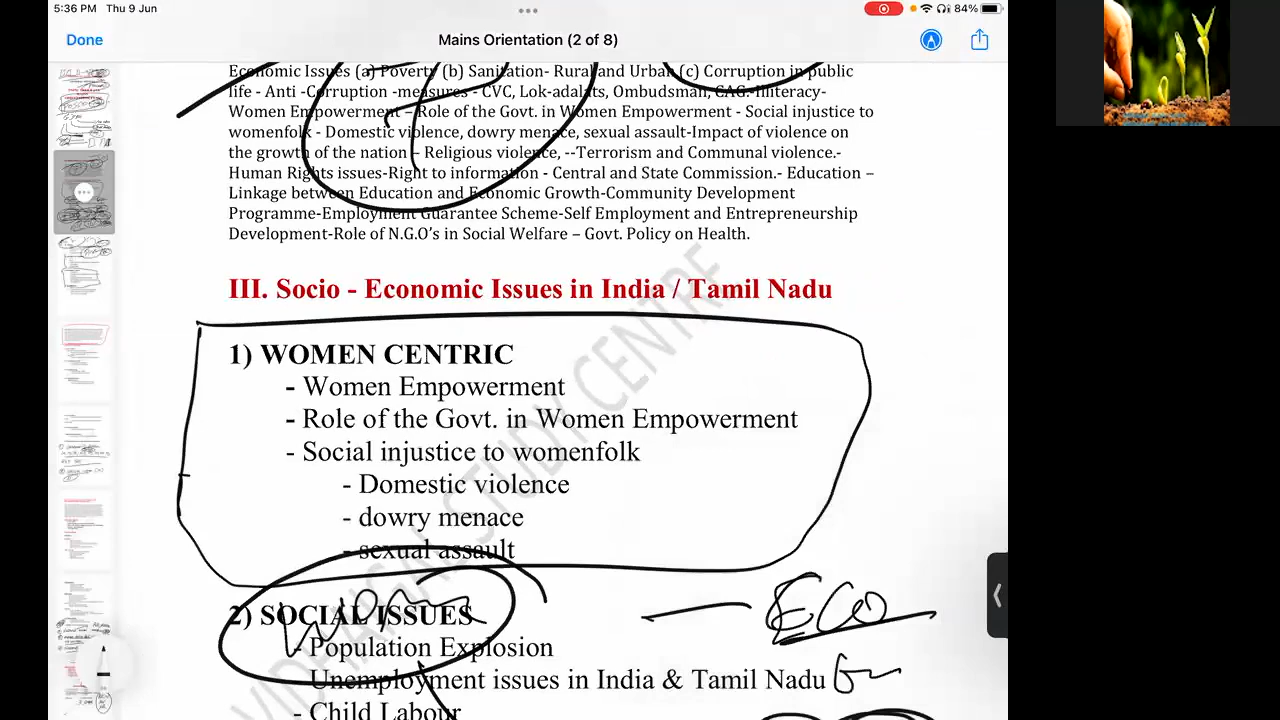 5:36 PM Thu 9 Jun
84%
Done
Mains Orientation (2 of 8)
Economic Issues (a) Poverty (b) Sanitation- Rural and Urban (c) Corruption in public
life - Anti -Corruption -measures - CVC, Lok-adalats, Ombudsman, CAG.-Illiteracy-
Women Empowerment – Role of the Govt. in Women Empowerment - Social injustice to
womenfolk - Domestic violence, dowry menace, sexual assault-Impact of violence on
the growth of the nation – Religious violence, --Terrorism and Communal violence.-
Human Rights issues-Right to information - Central and State Commission.- Education –
Linkage between Education and Economic Growth-Community Development
Programme-Employment Guarantee Scheme-Self Employment and Entrepreneurship
Development-Role of N.G.O's in Social Welfare – Govt. Policy on Health.
III. Socio - Economic Issues in India / Tamil Nadu
1) WOMEN CENTRIC
- Women Empowerment
- Role of the Govt. in Women Empowerment
- Social injustice to womenfolk
- Domestic violence
- dowry menace
- sexual assault
2) SOCIAL ISSUES
ECO
- Population Explosion
- Unemployment issues in India & Tamil Nadu
- Child Labour
STUDY CENTRE